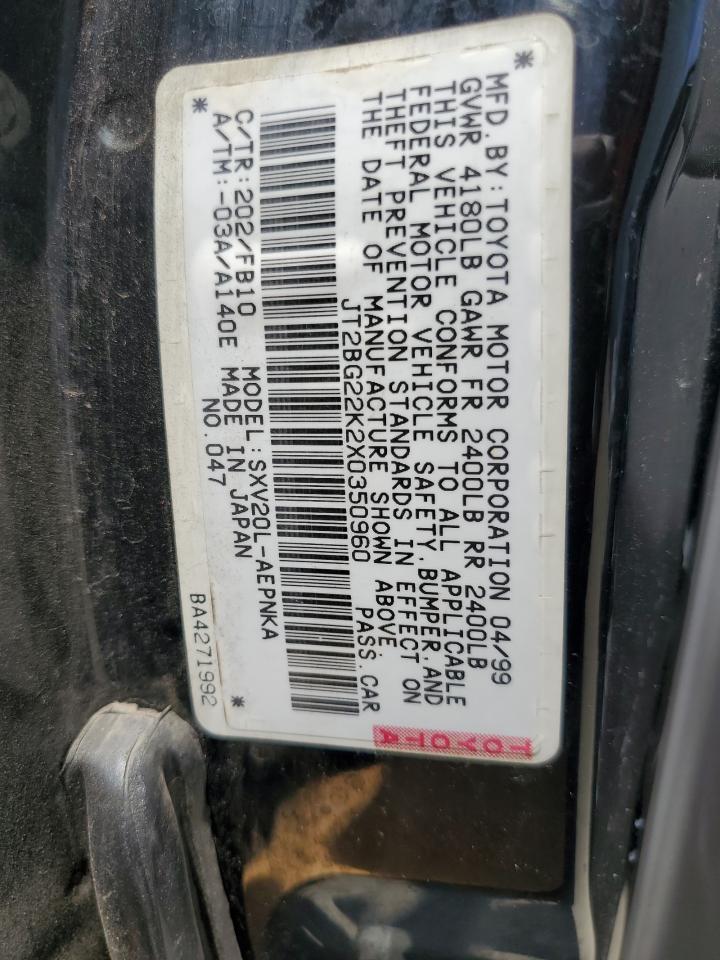 MFD. BY: TOYOTA MOTOR CORPORATION 04/99
GVWR 4180LB GAWR FR 2400LB RR 2400LB
THIS VEHICLE CONFORMS TO ALL APPLICABLE
FEDERAL MOTOR VEHICLE SAFETY, BUMPER, AND
THEFT PREVENTION STANDARDS IN EFFECT ON
THE DATE OF MANUFACTURE SHOWN ABOVE.
JT2BG22K2X0350960 PASS. CAR
TOYOTA
C/TR: 202/FB10 MODEL: SXV20L-AEPNKA
A/TM: -03A/A140E MADE IN JAPAN
NO. 047
BA4271992